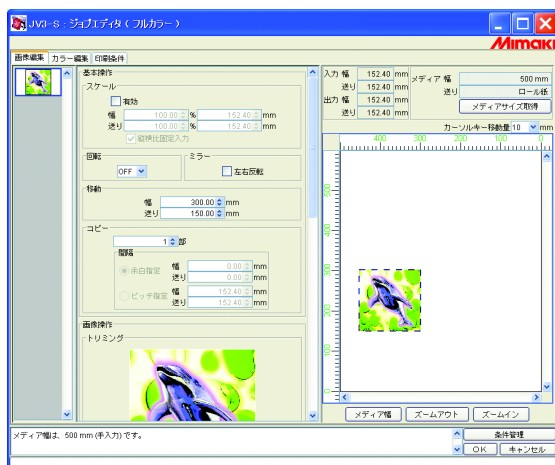 JV3-S : ジョブエディタ ( フルカラー )
Mimaki
画像編集 カラー編集 印刷条件
基本操作
スケール
有効
幅 100.00 % 152.40 mm
送り 100.00 % 152.40 mm
縦横比固定入力
回転
OFF
ミラー
左右反転
移動
幅 300.00 mm
送り 150.00 mm
コピー
1 部
間隔
余白指定 幅 0.00 mm
送り 0.00 mm
ピッチ指定 幅 152.40 mm
送り 152.40 mm
画像操作
トリミング
入力 幅 152.40 mm
送り 152.40 mm
出力 幅 152.40 mm
送り 152.40 mm
メディア 幅 500 mm
送り ロール紙
メディアサイズ取得
カーソルキー移動量 10 mm
400 300 200 100
500
400
300
200
100
メディア幅 ズームアウト ズームイン
メディア幅は、500 mm (手入力) です。
条件管理
OK キャンセル